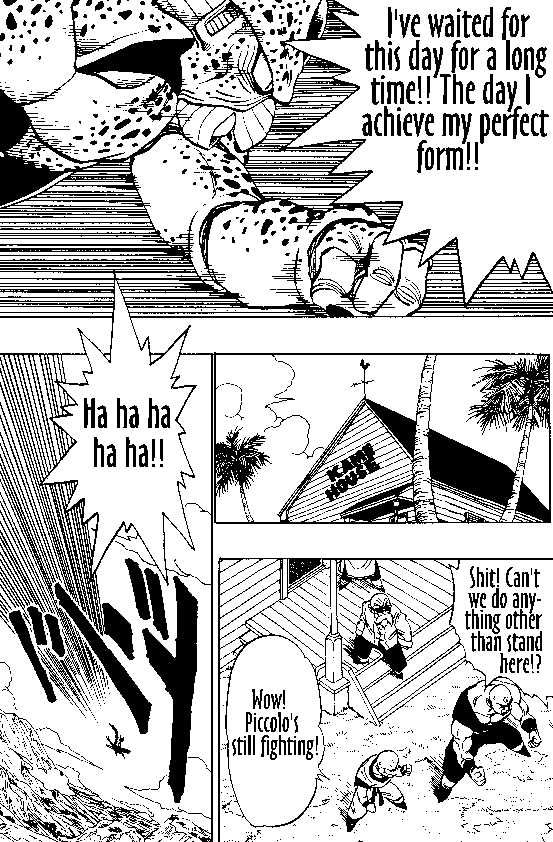 I've waited for
this day for a long
time!! The day I
achieve my perfect
form!!
Ha ha ha
ha ha!!
KAME
HOUSE
Shit! Can't
we do any-
thing other
than stand
here!?
Wow!
Piccolo's
still fighting!